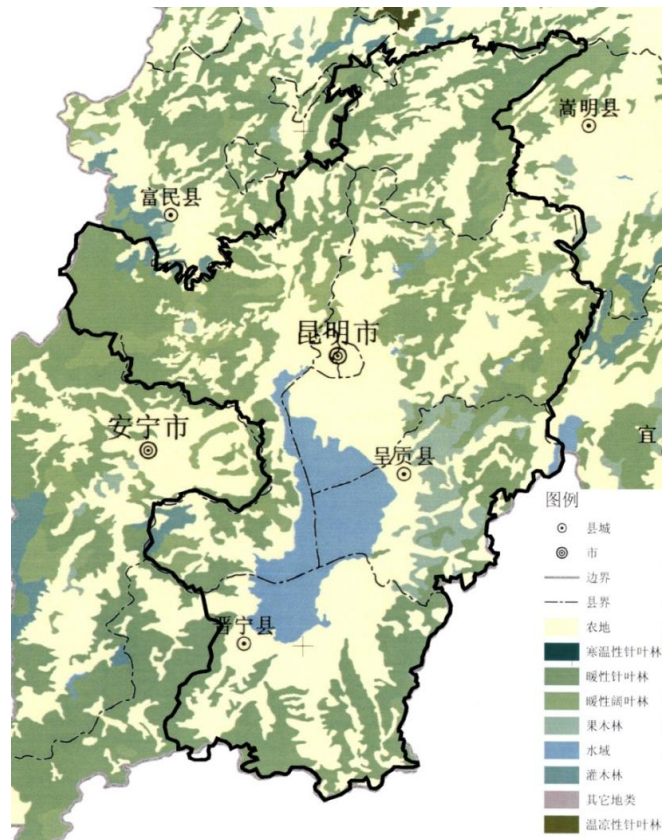 嵩明县
富民县
昆明市
安宁市
呈贡县
宜
晋宁县
图例
县城
市
边界
县界
农地
寒温性针叶林
暖性针叶林
暖性阔叶林
果木林
水域
灌木林
其它地类
温凉性针叶林